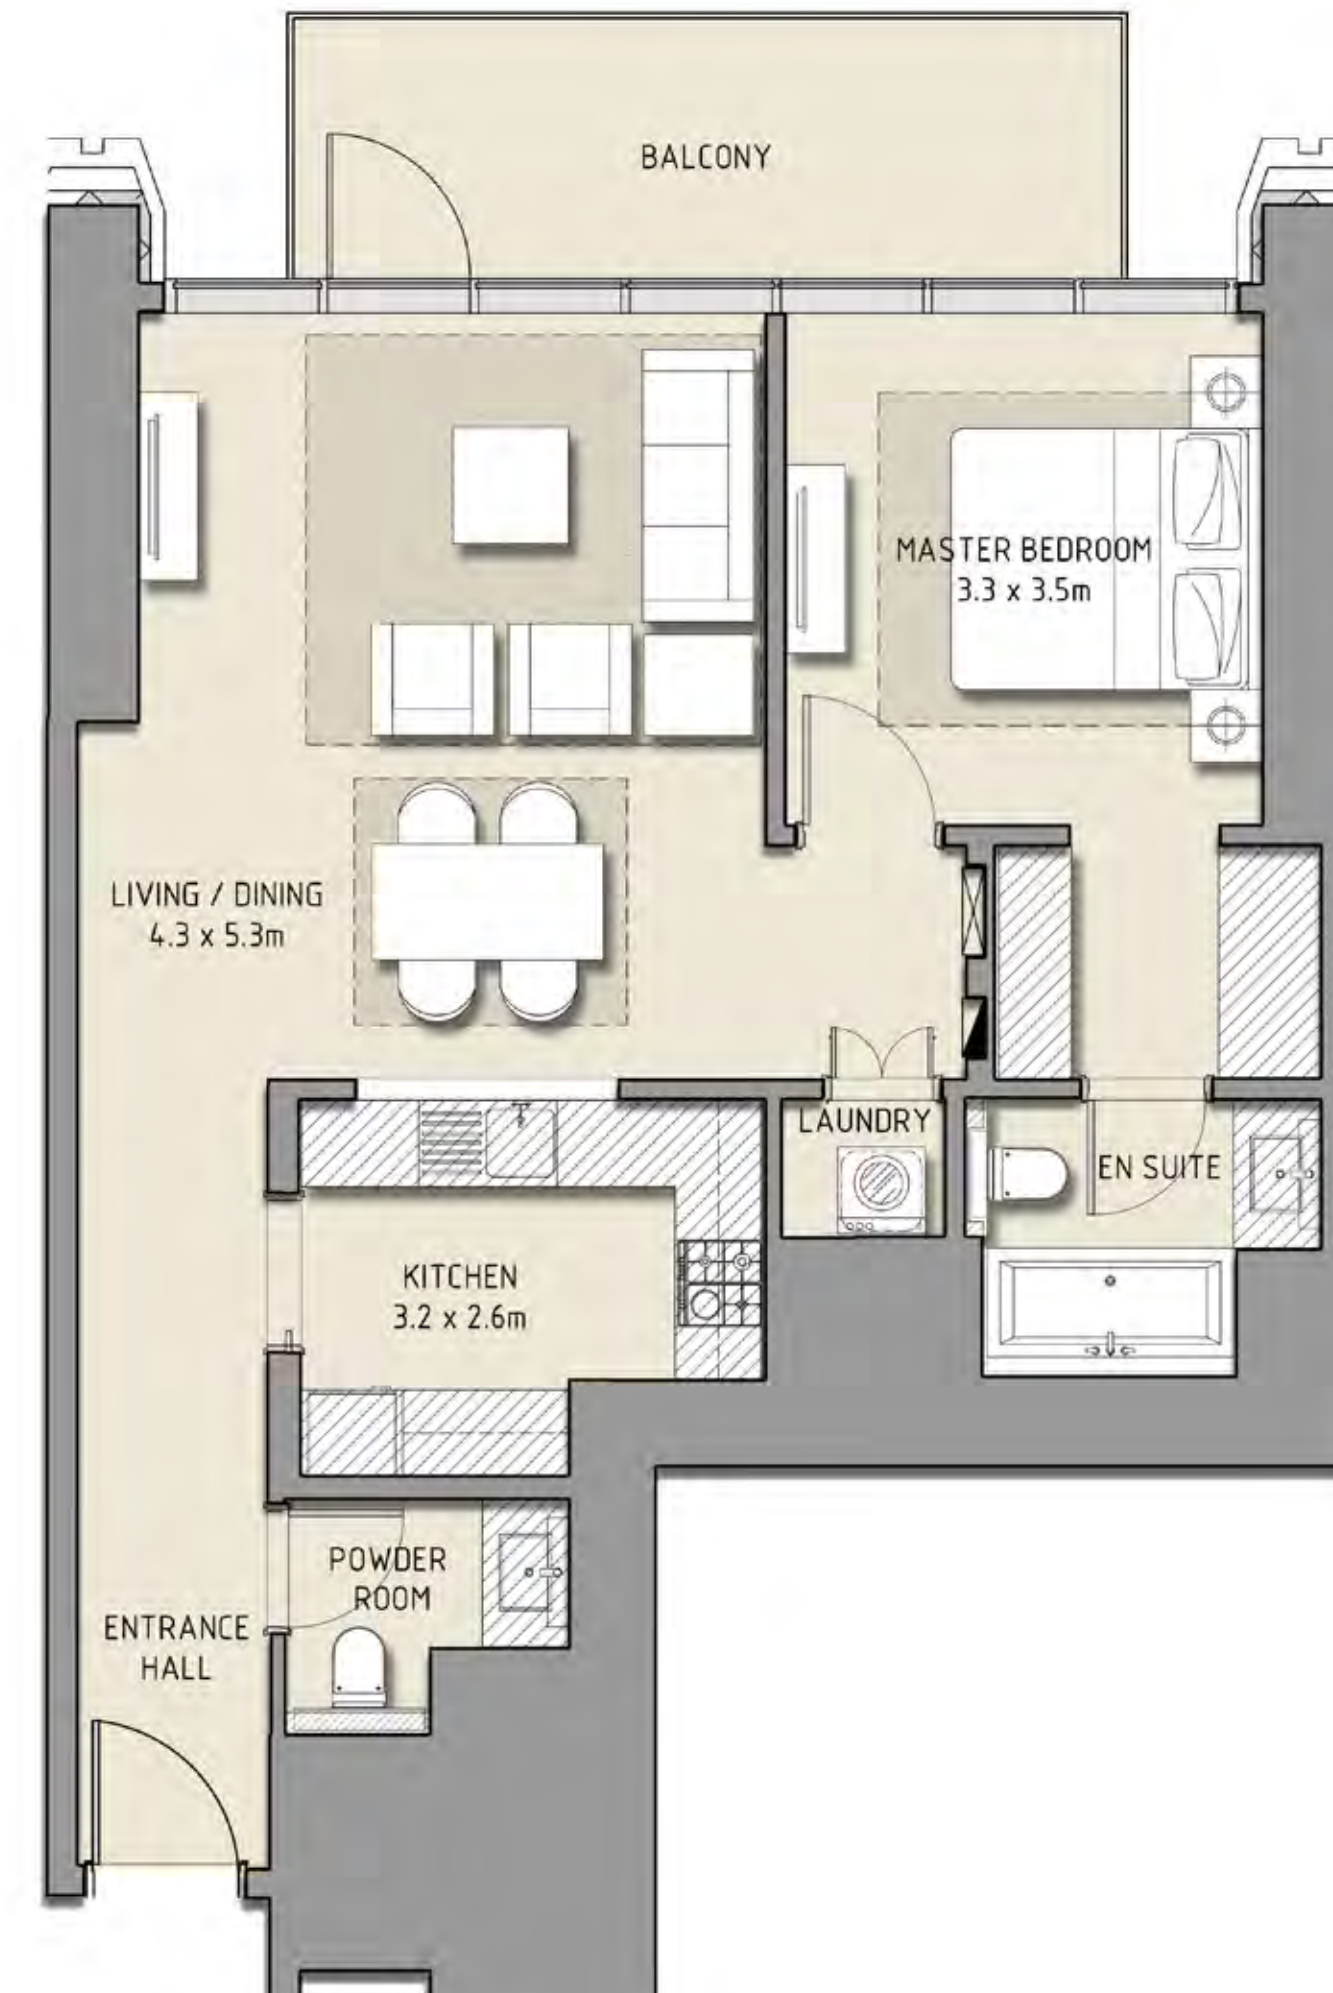 BALCONY
MASTER BEDROOM
3.3 x 3.5m
LIVING / DINING
4.3 x 5.3m
LAUNDRY
EN SUITE
KITCHEN
3.2 x 2.6m
POWDER
ROOM
ENTRANCE
HALL